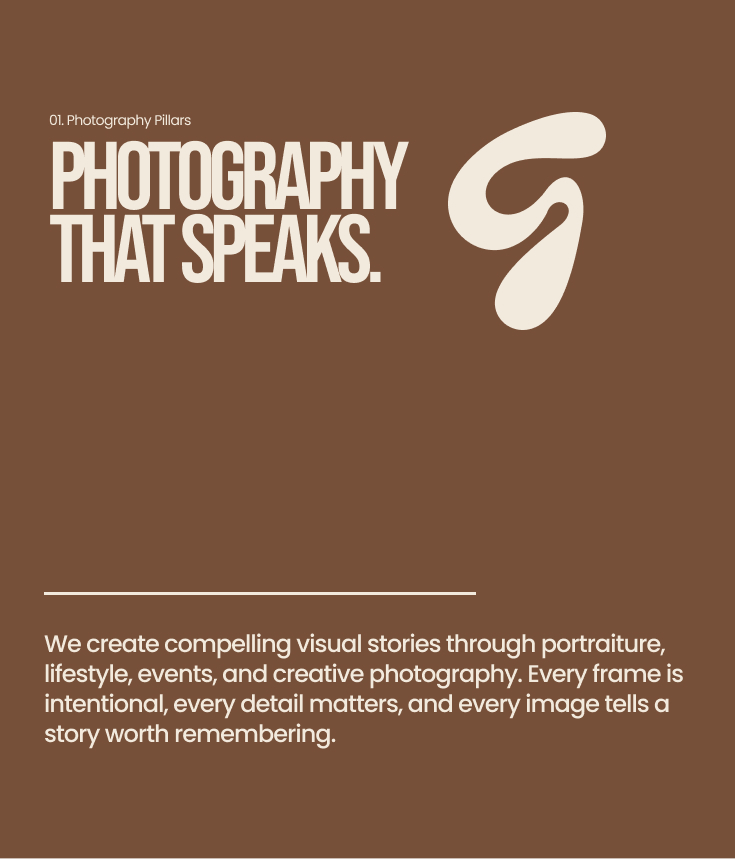 01. Photography Pillars
PHOTOGRAPHY
THAT SPEAKS.
We create compelling visual stories through portraiture,
lifestyle, events, and creative photography. Every frame is
intentional, every detail matters, and every image tells a
story worth remembering.